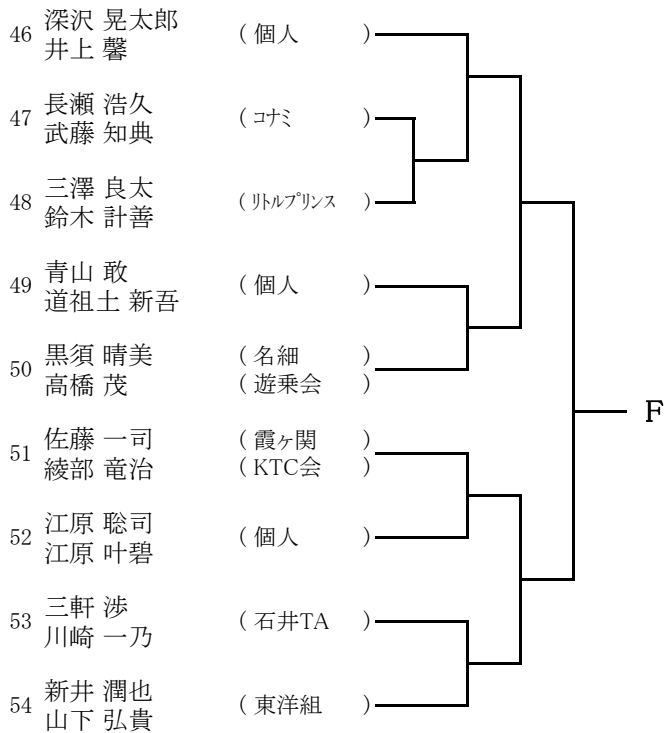 46 深沢 晃太郎 ( 個人 )
井上 馨
47 長瀬 浩久 ( コナミ )
武藤 知典
48 三澤 良太 ( リトルプリンス )
鈴木 計善
49 青山 敢 ( 個人 )
道祖土 新吾
50 黒須 晴美 ( 名細 )
高橋 茂 ( 遊乗会 )
F
51 佐藤 一司 ( 霞ヶ関 )
綾部 竜治 ( KTC会 )
52 江原 聡司 ( 個人 )
江原 叶碧
53 三軒 渉 ( 石井TA )
川崎 一乃
54 新井 潤也 ( 東洋組 )
山下 弘貴